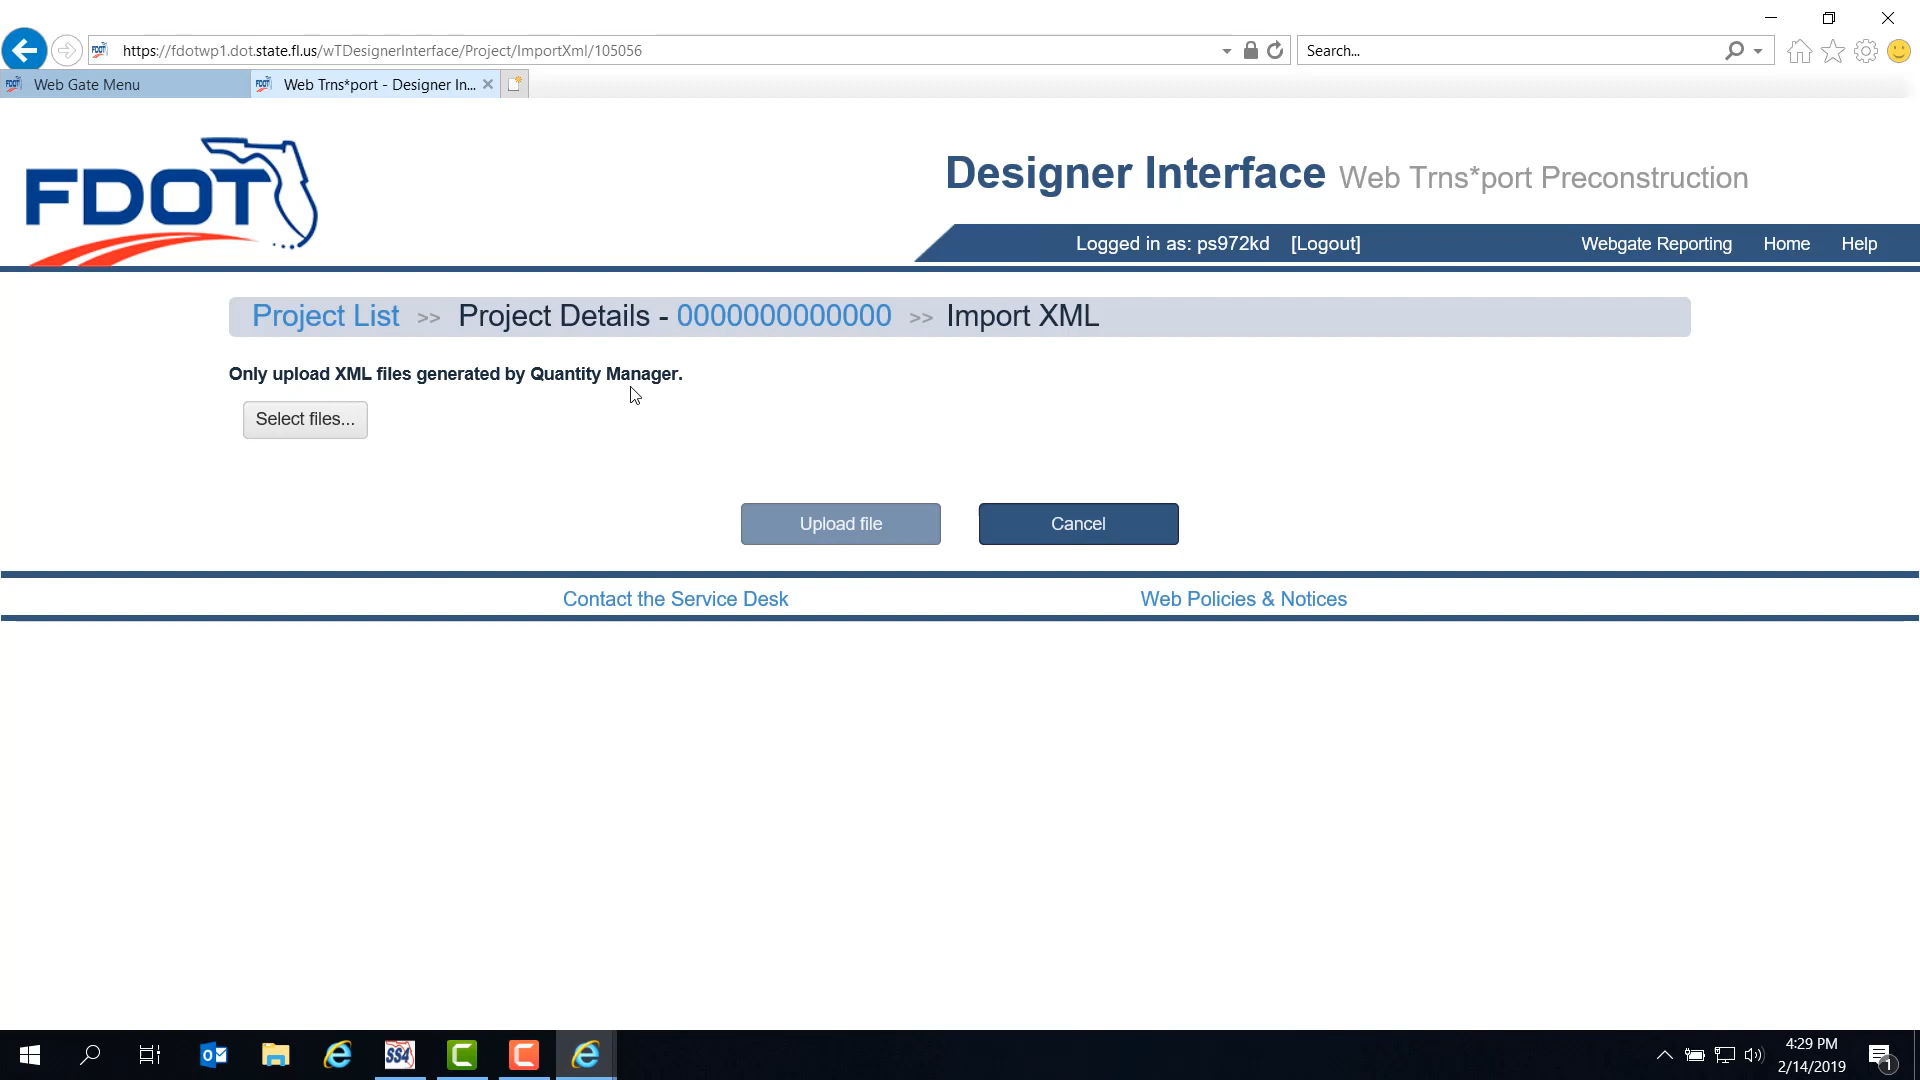 https://fdotwp1.dot.state.fl.us/wTDesignerInterface/Project/ImportXml/105056
Search...
Web Gate Menu
Web Trns*port - Designer In...
FDOT
Designer Interface Web Trns*port Preconstruction
Logged in as: ps972kd [Logout]
Webgate Reporting Home Help
Project List >> Project Details - 0000000000000 >> Import XML
Only upload XML files generated by Quantity Manager.
Select files...
Upload file
Cancel
Contact the Service Desk
Web Policies & Notices
SS4
4:29 PM
2/14/2019
1